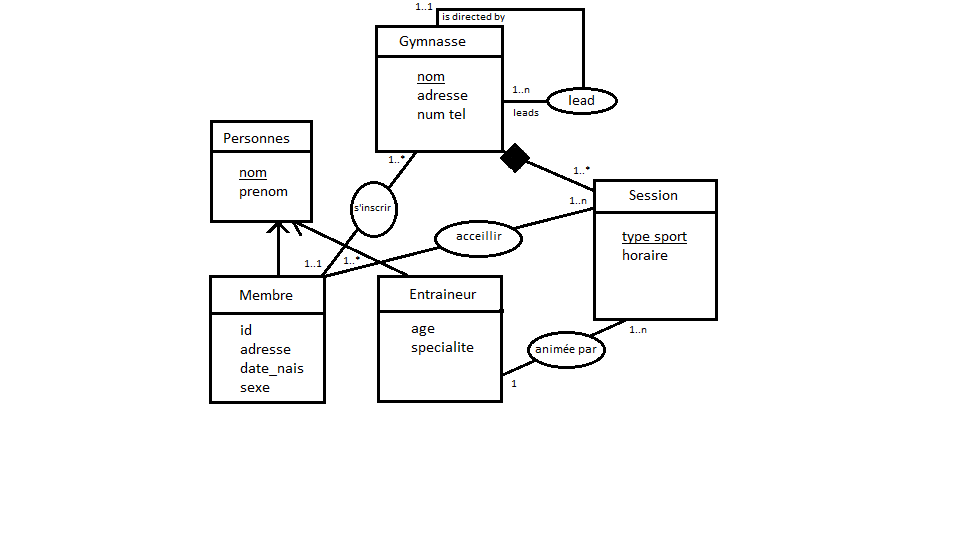 1..1
is directed by
Gymnasse
nom
adresse
num tel
1..n
leads
lead
Personnes
nom
prenom
1..*
s'inscrir
1..*
1..n
Session
type sport
horaire
acceillir
1..1
1..*
Membre
id
adresse
date_nais
sexe
Entraineur
age
specialite
animée par
1..n
1